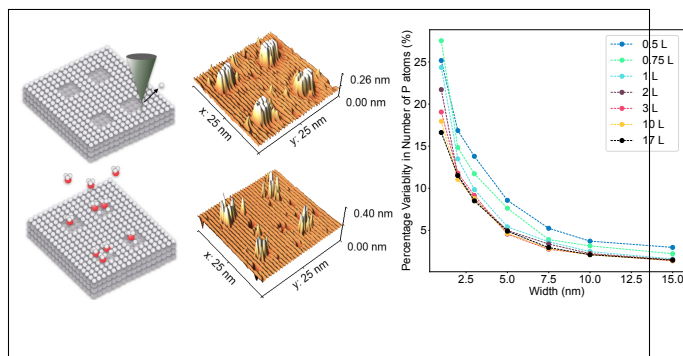 0.26 nm
0.00 nm
x: 25 nm
y: 25 nm
0.40 nm
0.00 nm
x: 25 nm
y: 25 nm
Percentage Variablity in Number of P atoms (%)
25
20
15
10
5
2.5
5.0
7.5
10.0
12.5
15.0
Width (nm)
0.5 L
0.75 L
1 L
2 L
3 L
10 L
17 L